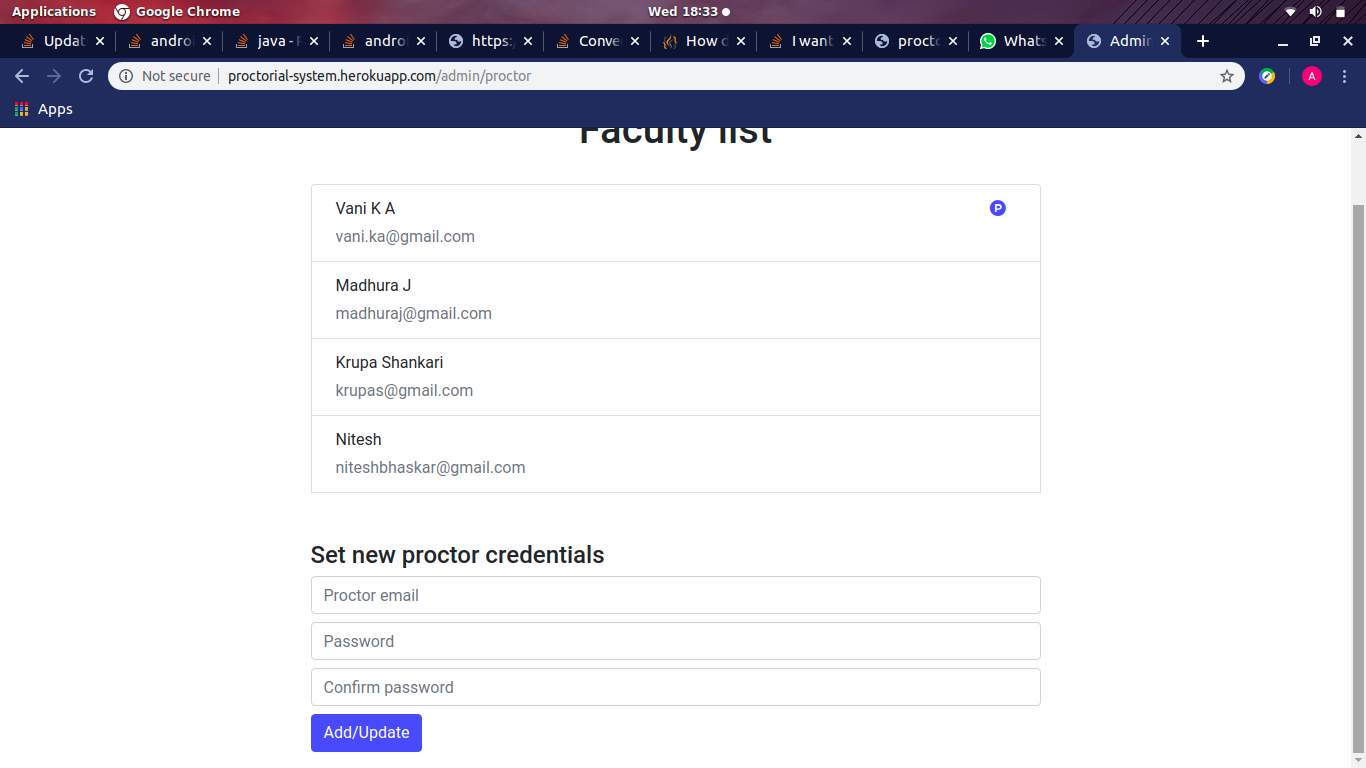 Applications Google Chrome Wed 18:33
Updat androi java - androi https: Conve How d I want procto Whats Admin
Not secure proctorial-system.herokuapp.com/admin/proctor A
Apps
Faculty list
Vani K A P
vani.ka@gmail.com
Madhura J
madhuraj@gmail.com
Krupa Shankari
krupas@gmail.com
Nitesh
niteshbhaskar@gmail.com
Set new proctor credentials
Proctor email
Password
Confirm password
Add/Update